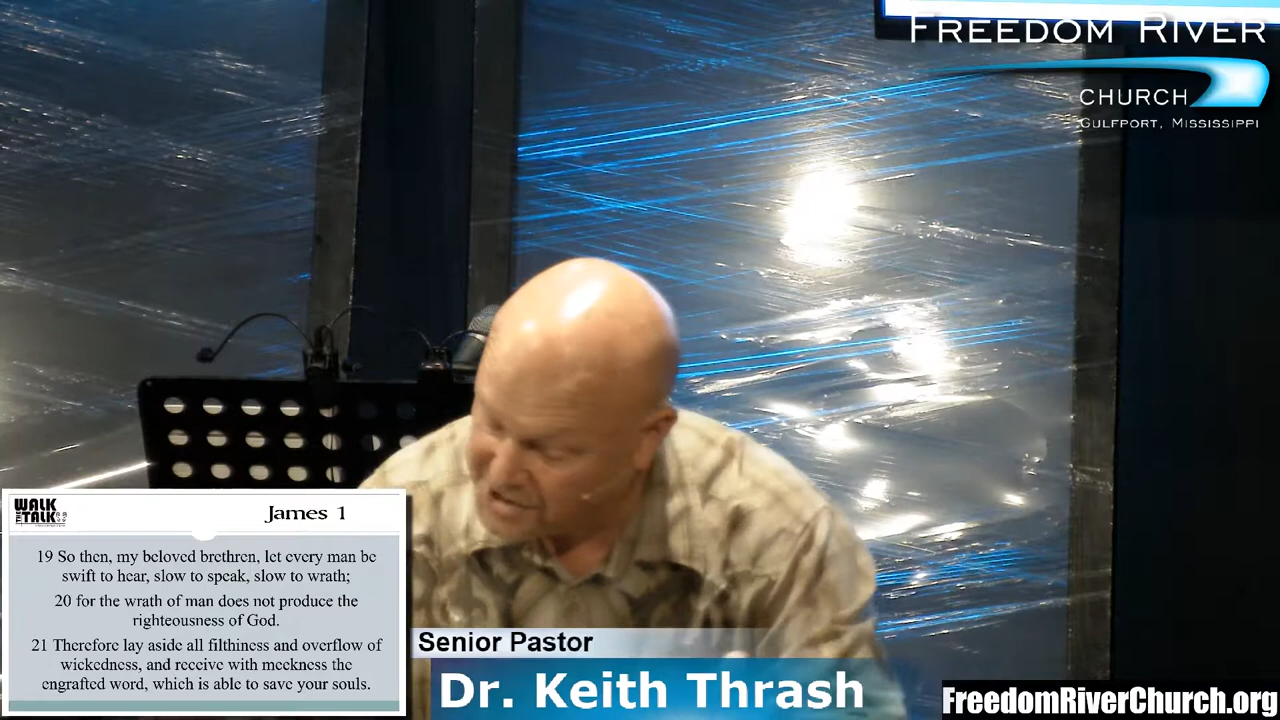 FREEDOM RIVER
CHURCH
GULFPORT, MISSISSIPPI
WALK
THE
TALK
James 1
19 So then, my beloved brethren, let every man be
swift to hear, slow to speak, slow to wrath;
20 for the wrath of man does not produce the
righteousness of God.
21 Therefore lay aside all filthiness and overflow of
wickedness, and receive with meekness the
engrafted word, which is able to save your souls.
Senior Pastor
Dr. Keith Thrash
FreedomRiverChurch.org